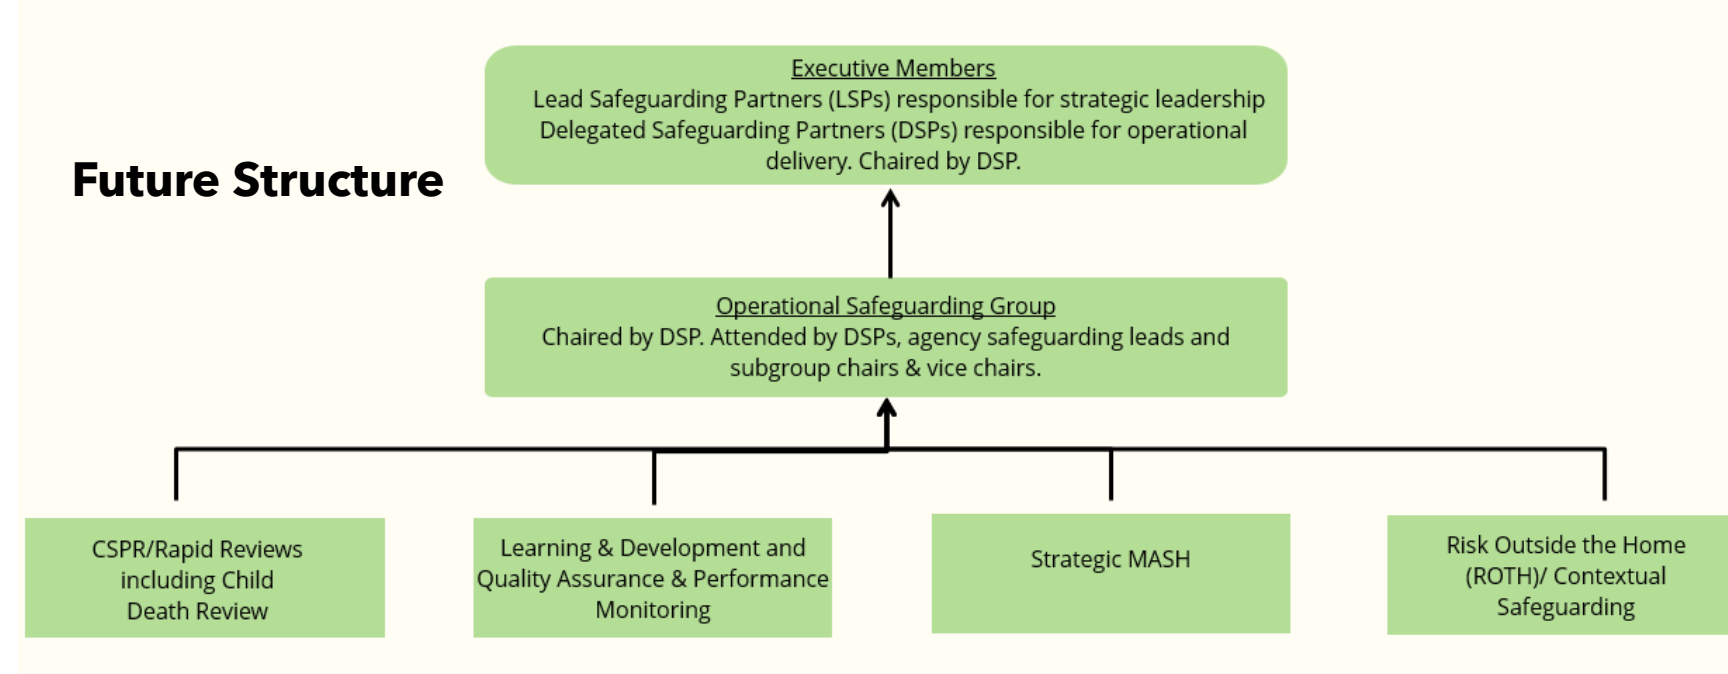 Future Structure
Executive Members
Lead Safeguarding Partners (LSPs) responsible for strategic leadership
Delegated Safeguarding Partners (DSPs) responsible for operational
delivery. Chaired by DSP.
Operational Safeguarding Group
Chaired by DSP. Attended by DSPs, agency safeguarding leads and
subgroup chairs & vice chairs.
CSPR/Rapid Reviews
including Child
Death Review
Learning & Development and
Quality Assurance & Performance
Monitoring
Strategic MASH
Risk Outside the Home
(ROTH)/ Contextual
Safeguarding